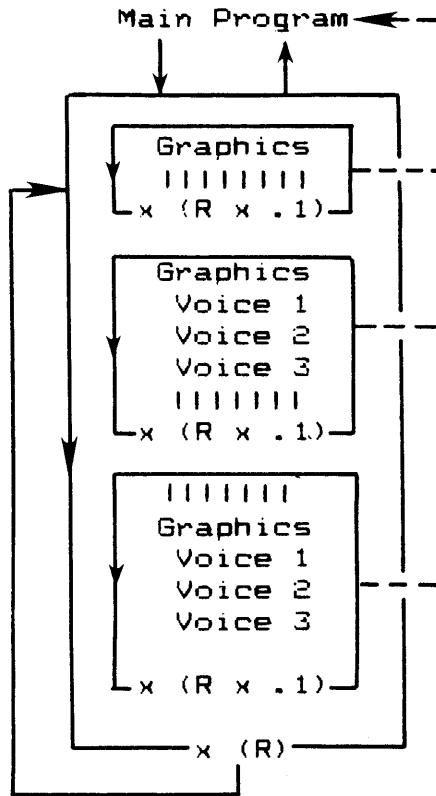 Main Program
Graphics
| | | | | | | |
x (R x .1)
Graphics
Voice 1
Voice 2
Voice 3
| | | | | | |
x (R x .1)
| | | | | | |
Graphics
Voice 1
Voice 2
Voice 3
x (R x .1)
x (R)